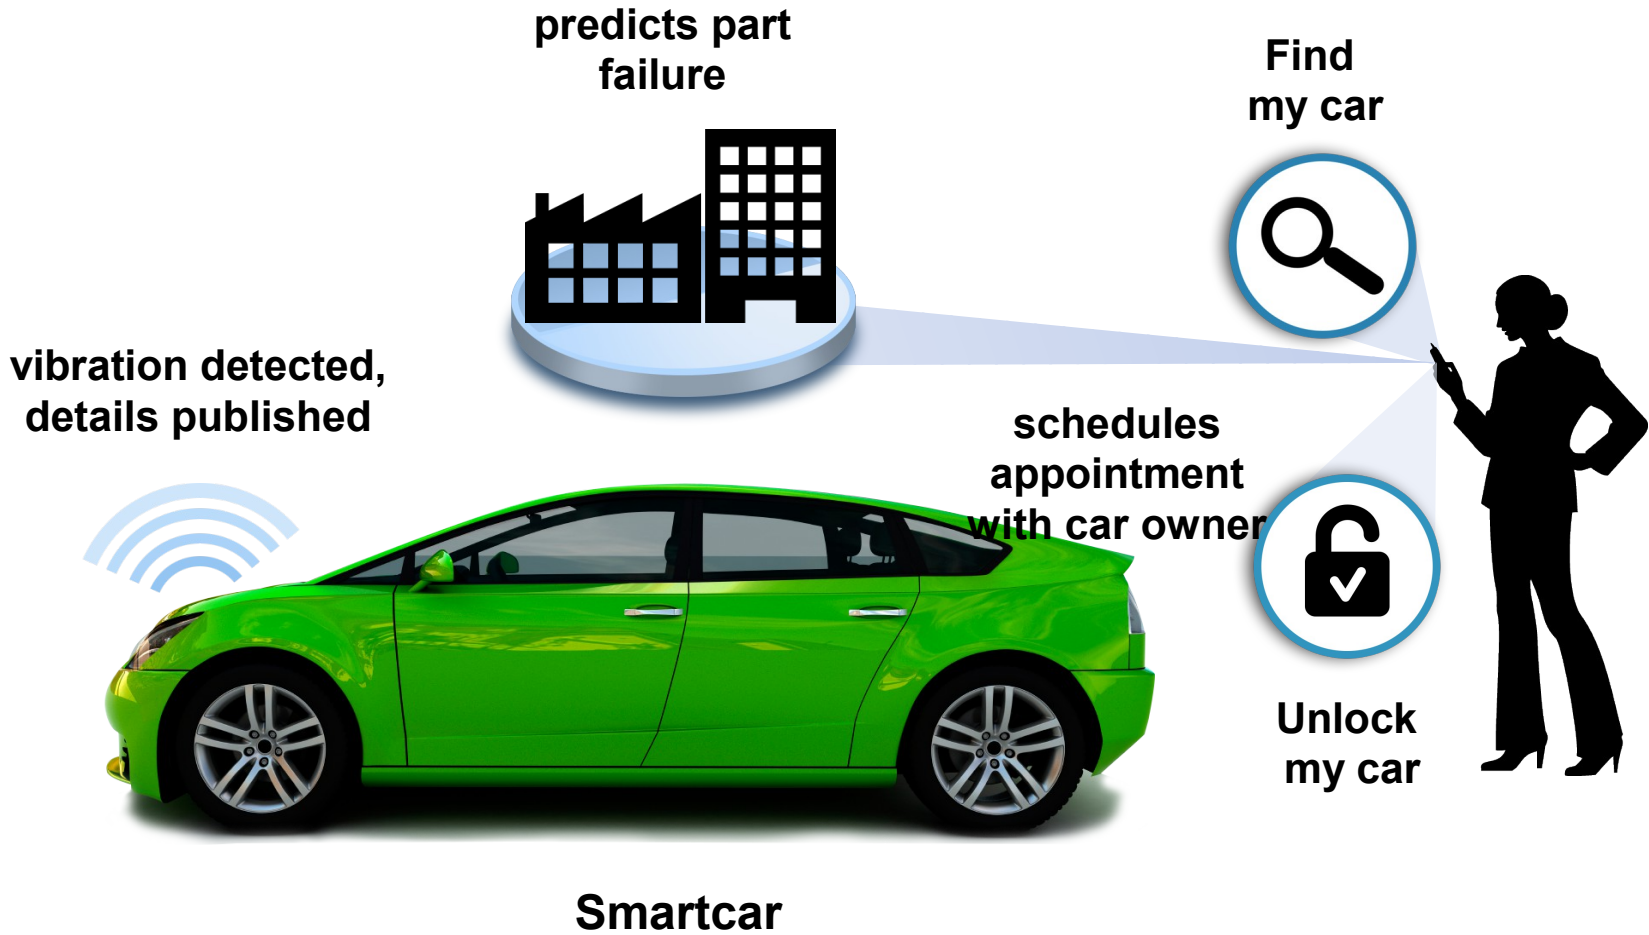 predicts part
failure
Find
my car
vibration detected,
details published
schedules
appointment
with car owner
Unlock
my car
Smartcar